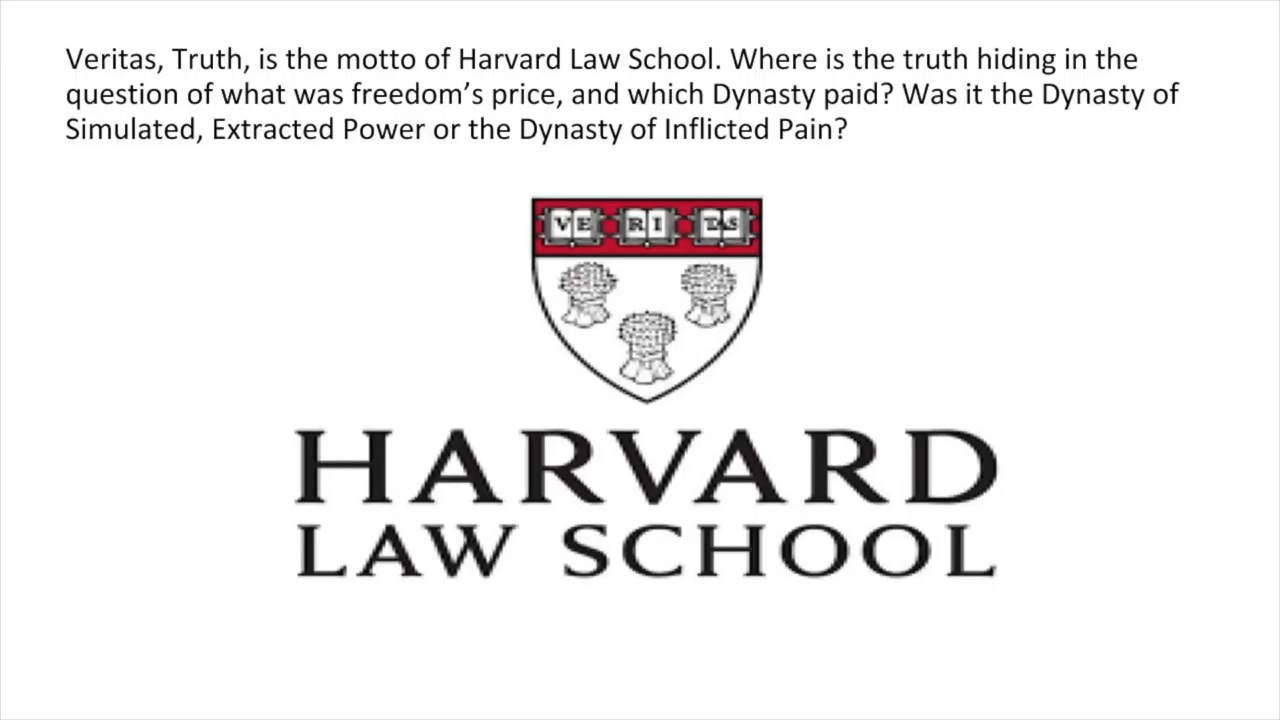 Veritas, Truth, is the motto of Harvard Law School. Where is the truth hiding in the
question of what was freedom’s price, and which Dynasty paid? Was it the Dynasty of
Simulated, Extracted Power or the Dynasty of Inflicted Pain?
VE RI TAS
HARVARD
LAW SCHOOL